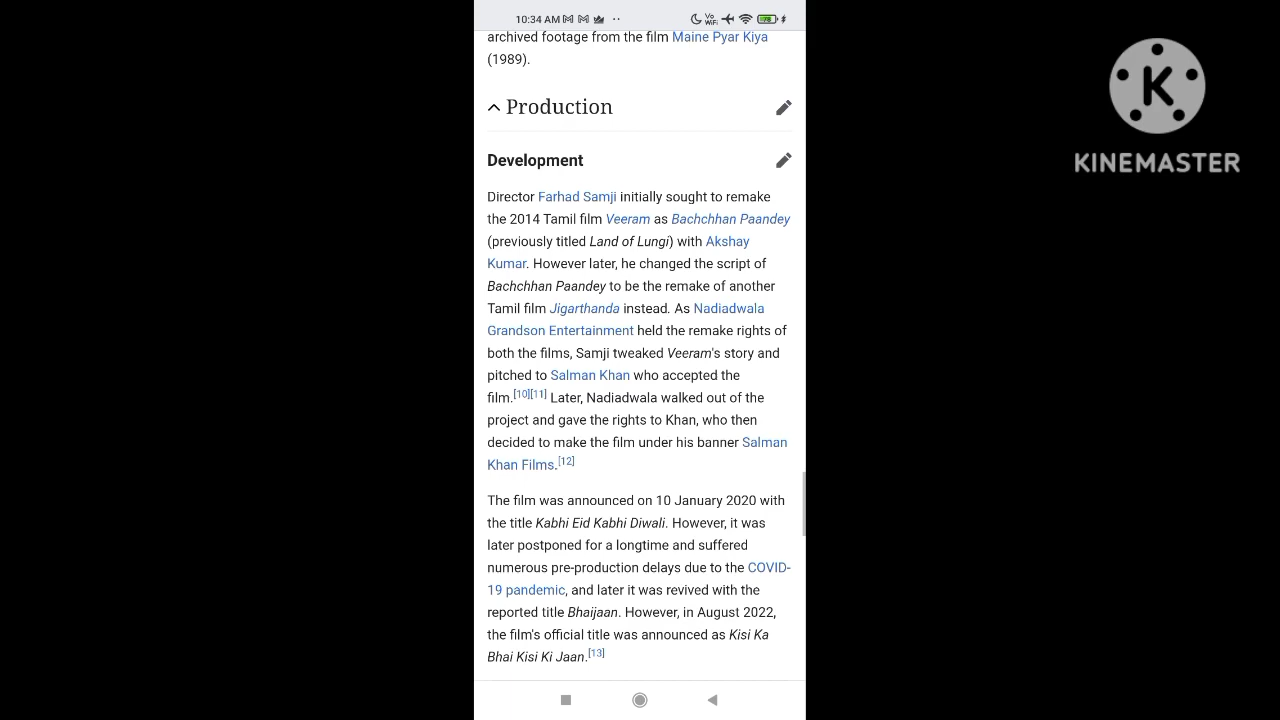 10:34 AM
Vo
WiFi
78
archived footage from the film Maine Pyar Kiya
(1989).
Production
Development
Director Farhad Samji initially sought to remake
the 2014 Tamil film Veeram as Bachchhan Paandey
(previously titled Land of Lungi) with Akshay
Kumar. However later, he changed the script of
Bachchhan Paandey to be the remake of another
Tamil film Jigarthanda instead. As Nadiadwala
Grandson Entertainment held the remake rights of
both the films, Samji tweaked Veeram's story and
pitched to Salman Khan who accepted the
film.[10][11] Later, Nadiadwala walked out of the
project and gave the rights to Khan, who then
decided to make the film under his banner Salman
Khan Films.[12]
The film was announced on 10 January 2020 with
the title Kabhi Eid Kabhi Diwali. However, it was
later postponed for a longtime and suffered
numerous pre-production delays due to the COVID-
19 pandemic, and later it was revived with the
reported title Bhaijaan. However, in August 2022,
the film's official title was announced as Kisi Ka
Bhai Kisi Ki Jaan.[13]
K
KINEMASTER